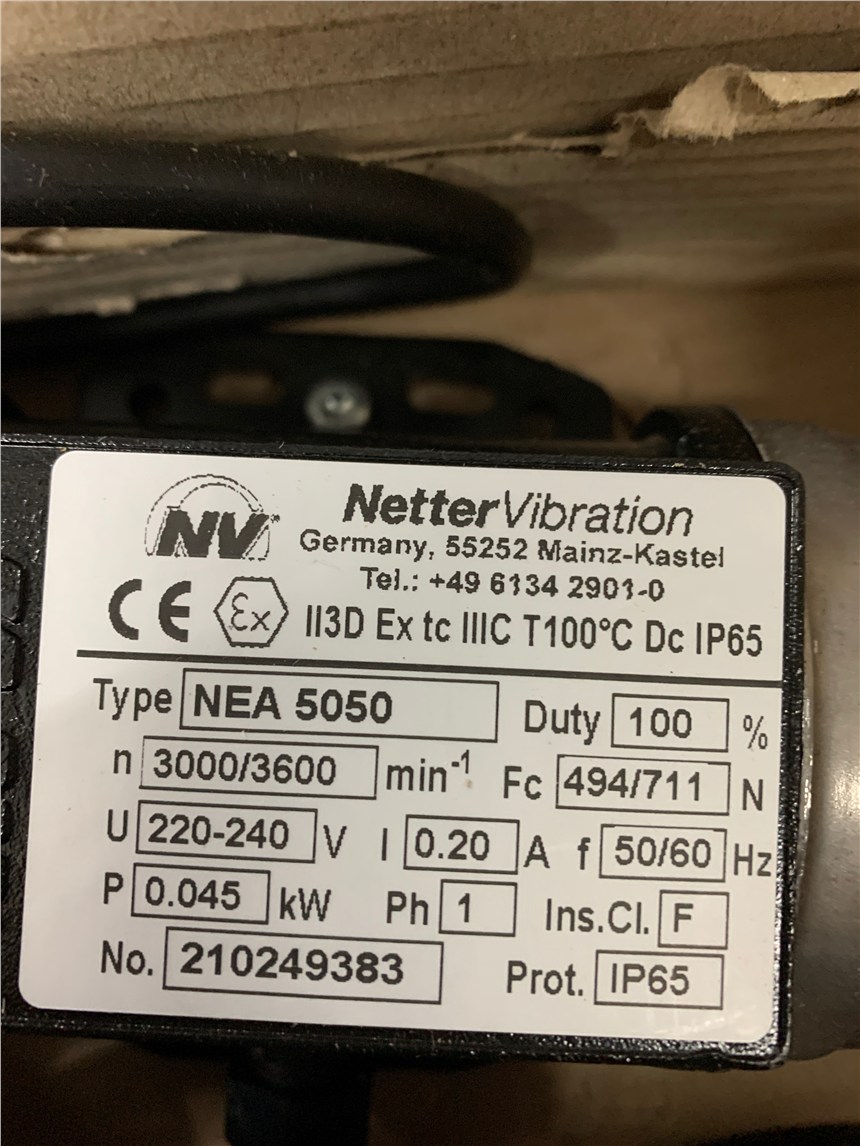 NV NetterVibration
Germany, 55252 Mainz-Kastel
Tel.: +49 6134 2901-0
CE Ex II3D Ex tc IIIC T100°C Dc IP65
Type NEA 5050 Duty 100 %
n 3000/3600 min⁻¹ Fc 494/711 N
U 220-240 V I 0.20 A f 50/60 Hz
P 0.045 kW Ph 1 Ins.Cl. F
No. 210249383 Prot. IP65